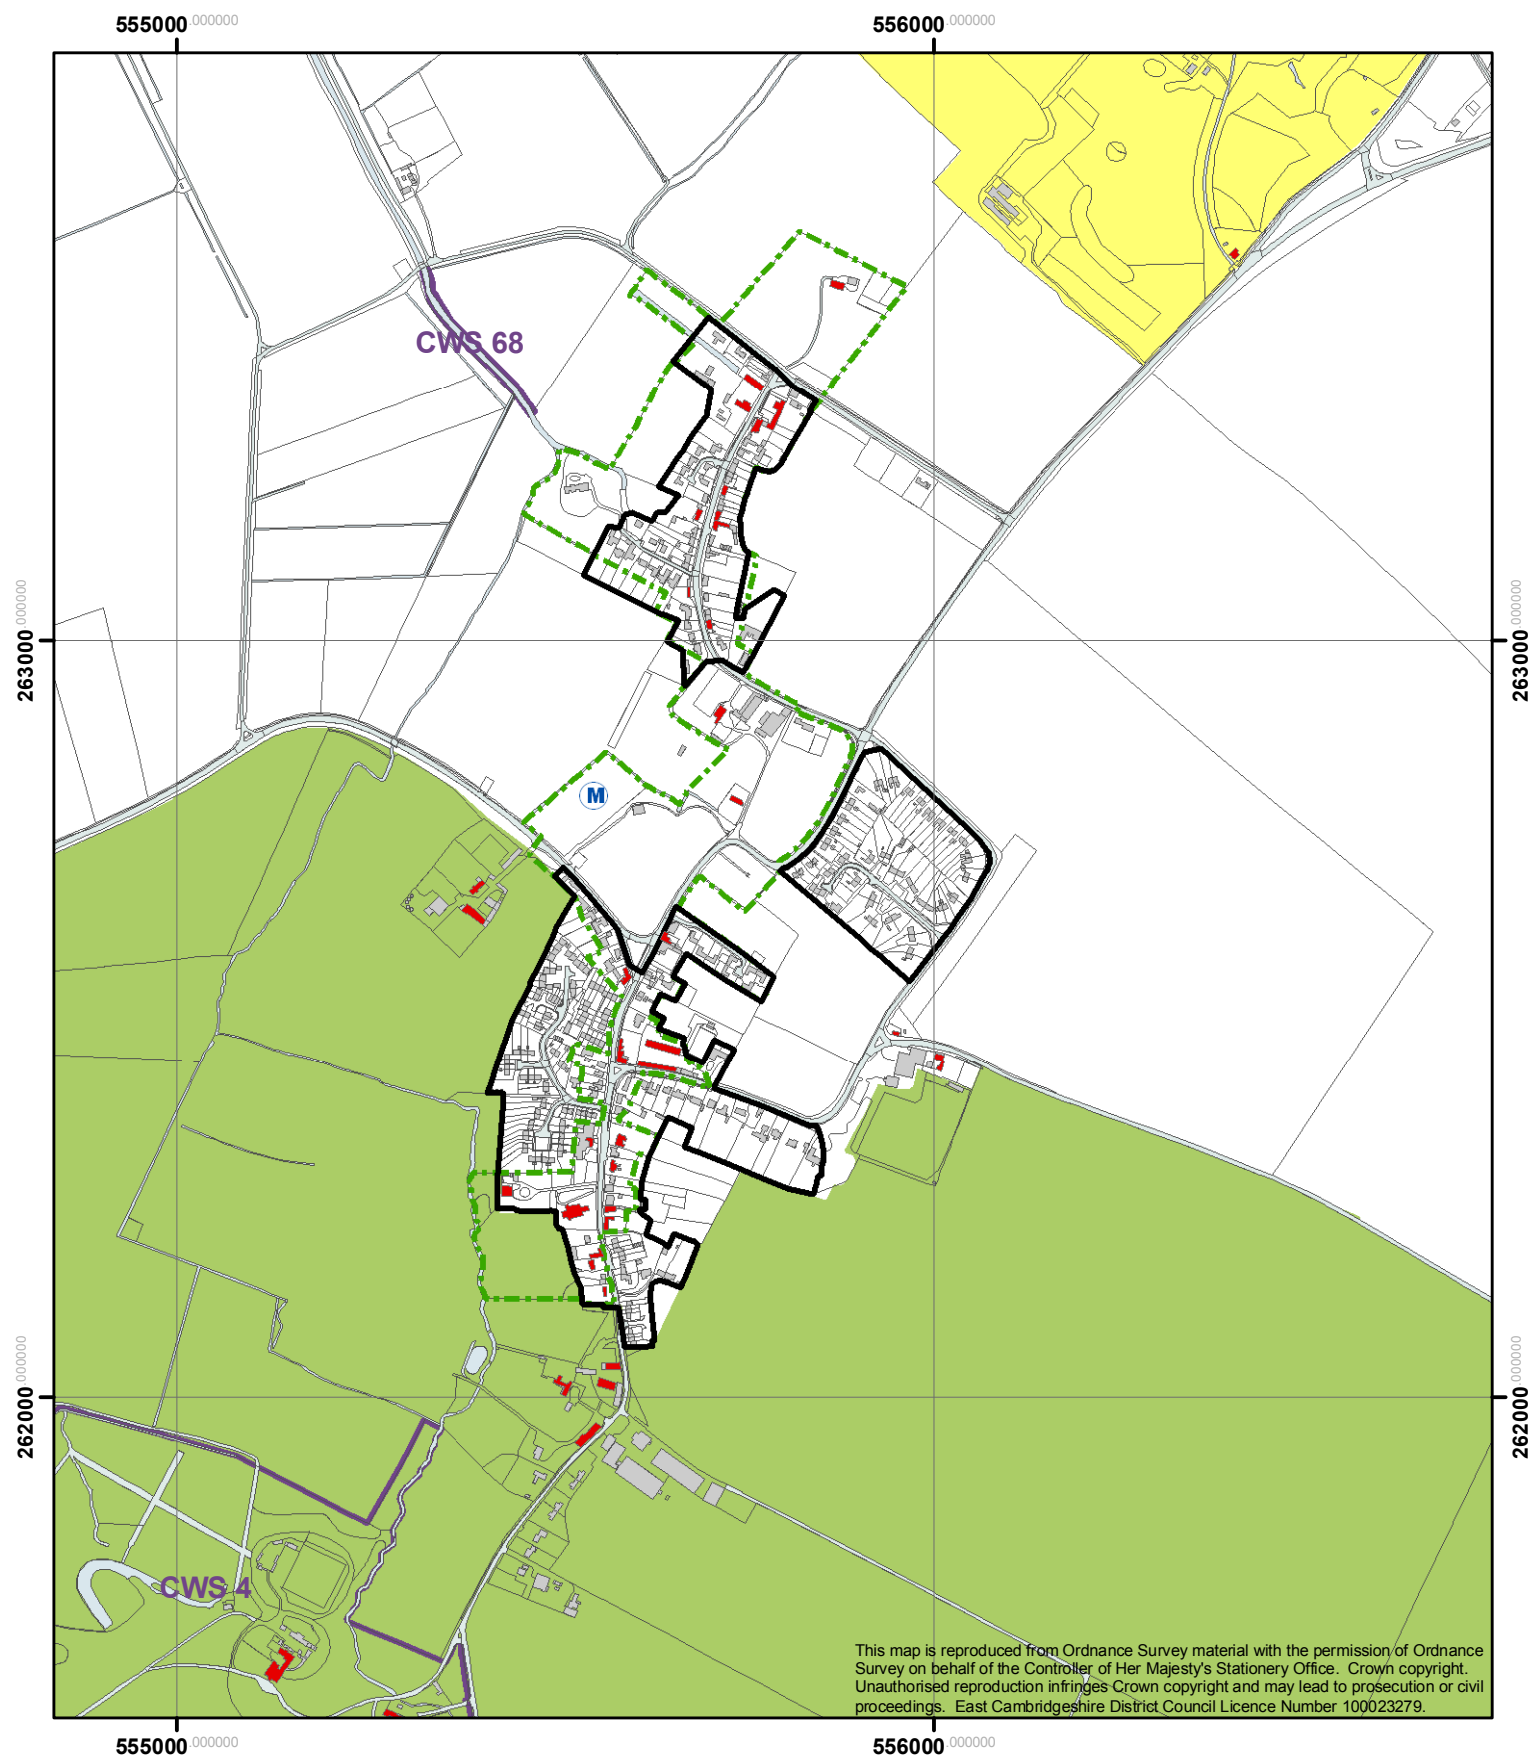 555000.000000
556000.000000
CWS 68
263000.000000
263000.000000
M
262000.000000
262000.000000
CWS 4
This map is reproduced from Ordnance Survey material with the permission of Ordnance
Survey on behalf of the Controller of Her Majesty's Stationery Office.  Crown copyright.
Unauthorised reproduction infringes Crown copyright and may lead to prosecution or civil
proceedings.  East Cambridgeshire District Council Licence Number 100023279.
555000.000000
556000.000000